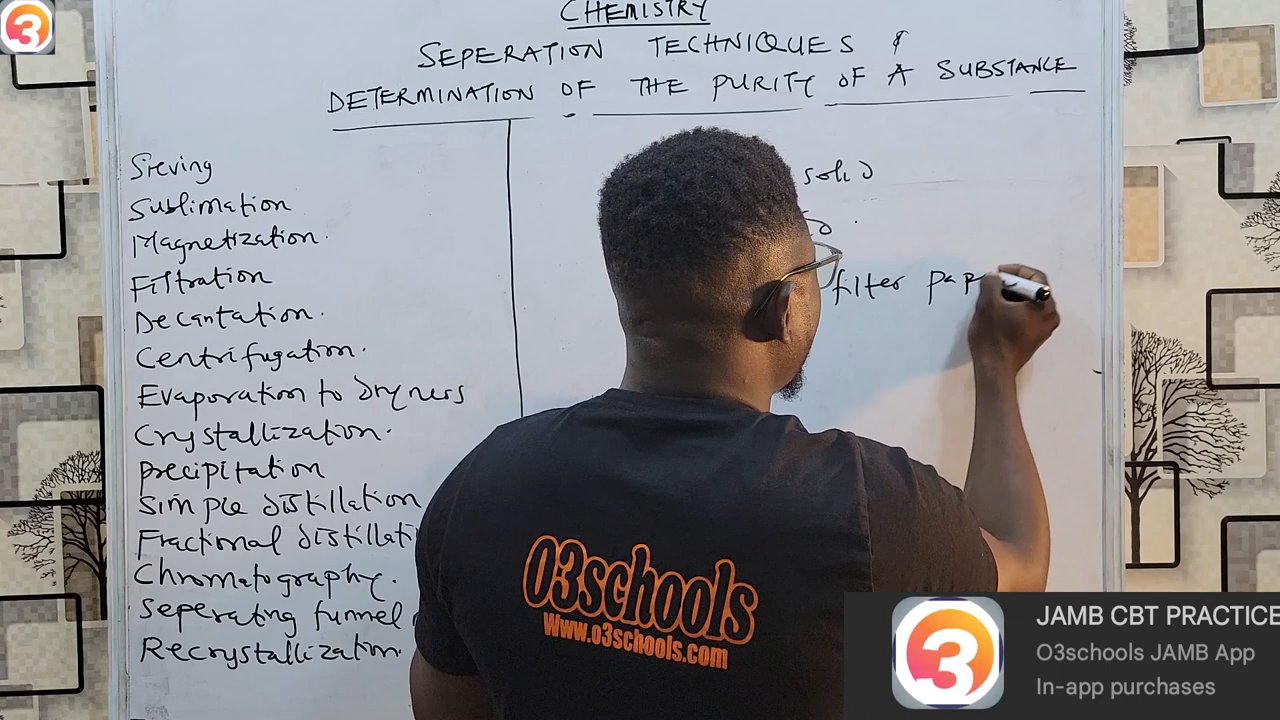 CHEMISTRY
SEPERATION TECHNIQUES &
DETERMINATION OF THE PURITY OF A SUBSTANCE
Sieving
Sublimation
Magnetization.
Filtration
Decantation.
Centrifugation.
Evaporation to dryness
Crystallization.
precipitation
Simple distillation
Fractional distillati
Chromatography.
Seperating funnel
Recrystallization.
solid
filter pap
O3schools
Www.o3schools.com
3
3
JAMB CBT PRACTICE
O3schools JAMB App
In-app purchases